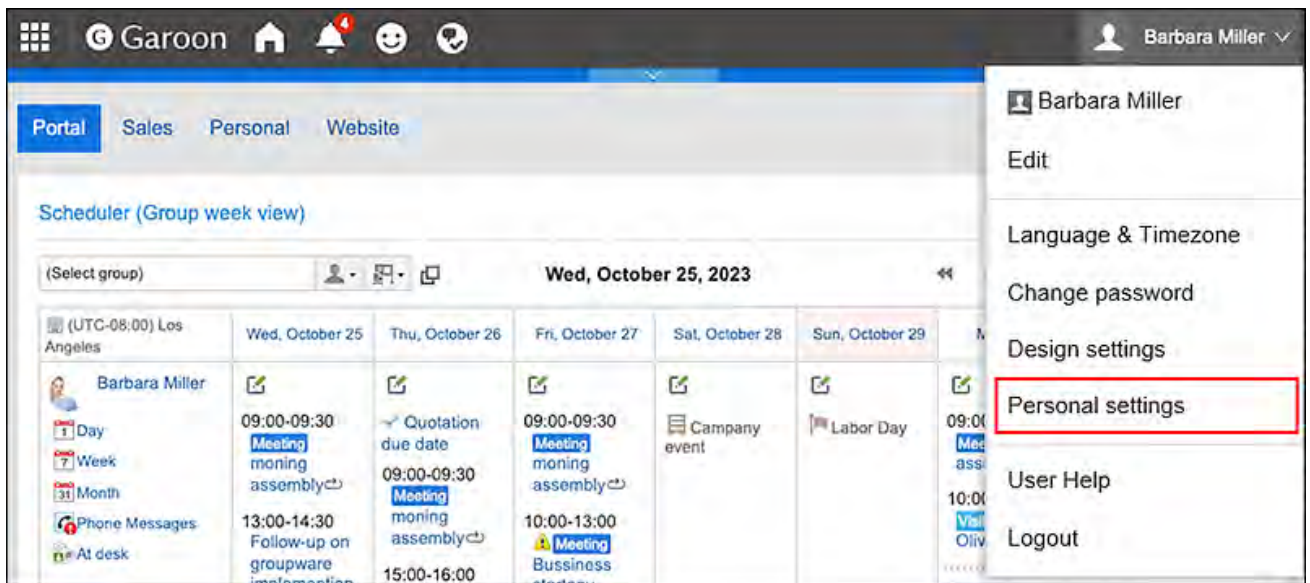 G Garoon 4 Barbara Miller
Portal Sales Personal Website
Barbara Miller
Edit
Language & Timezone
Change password
Design settings
Personal settings
User Help
Logout
Scheduler (Group week view)
(Select group) Wed, October 25, 2023
(UTC-08:00) Los
Angeles
Wed, October 25 Thu, October 26 Fri, October 27 Sat, October 28 Sun, October 29
Barbara Miller
1 Day
7 Week
31 Month
Phone Messages
At desk
09:00-09:30
Meeting
moning
assembly
13:00-14:30
Follow-up on
groupware
Quotation
due date
09:00-09:30
Meeting
moning
assembly
15:00-16:00
09:00-09:30
Meeting
moning
assembly
10:00-13:00
Meeting
Bussiness
Campany
event
Labor Day